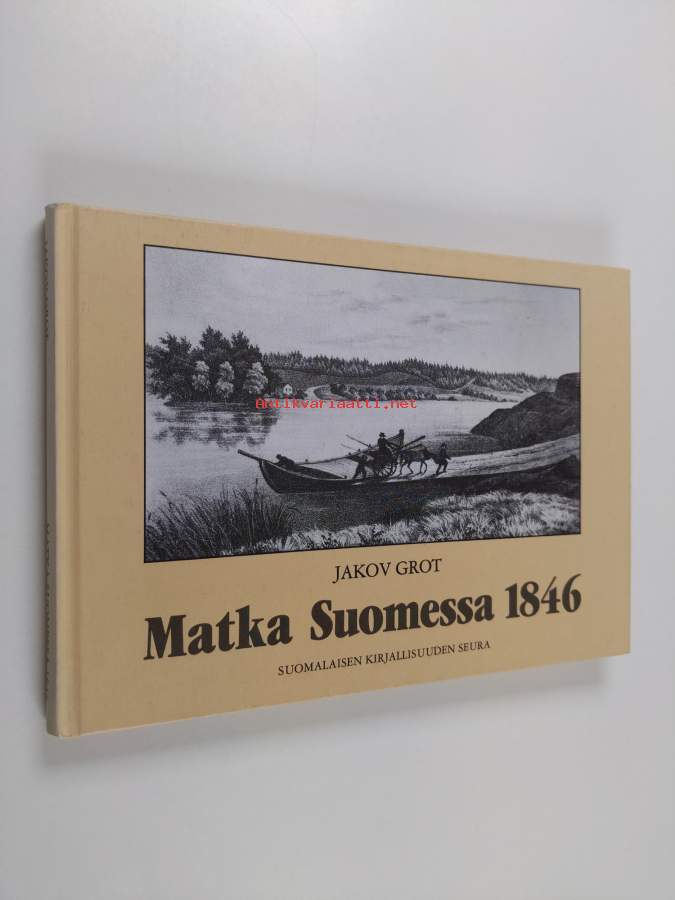 Antikvariaatti.net
JAKOV GROT
Matka Suomessa 1846
SUOMALAISEN KIRJALLISUUDEN SEURA